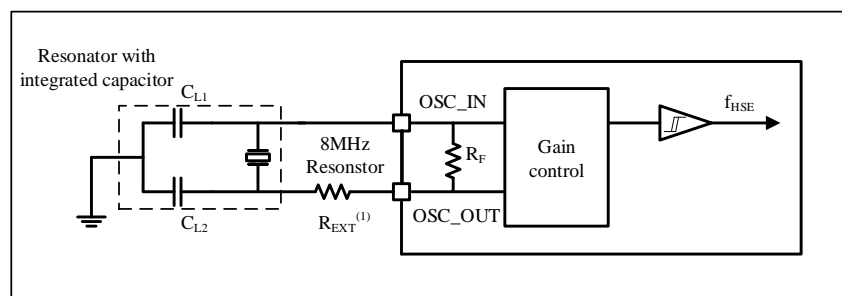 Resonator with
integrated capacitor
CL1
OSC_IN
fHSE
8MHz
Resonstor
RF
Gain
control
CL2
REXT(1)
OSC_OUT